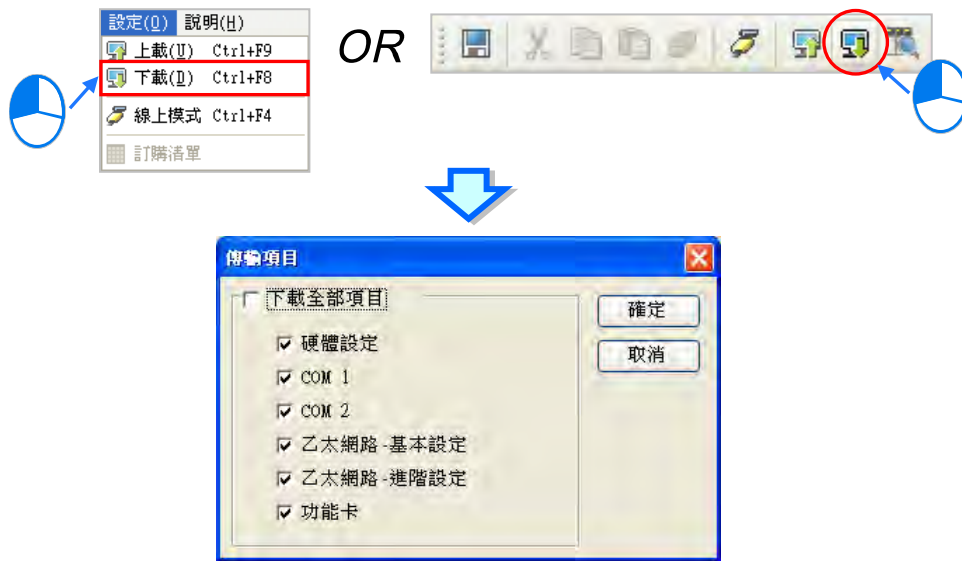 設定(O) 說明(H)
上載(U) Ctrl+F9
下載(D) Ctrl+F8
線上模式 Ctrl+F4
訂購清單
OR
傳輸項目
下載全部項目
硬體設定
COM 1
COM 2
乙太網路-基本設定
乙太網路-進階設定
功能卡
確定
取消